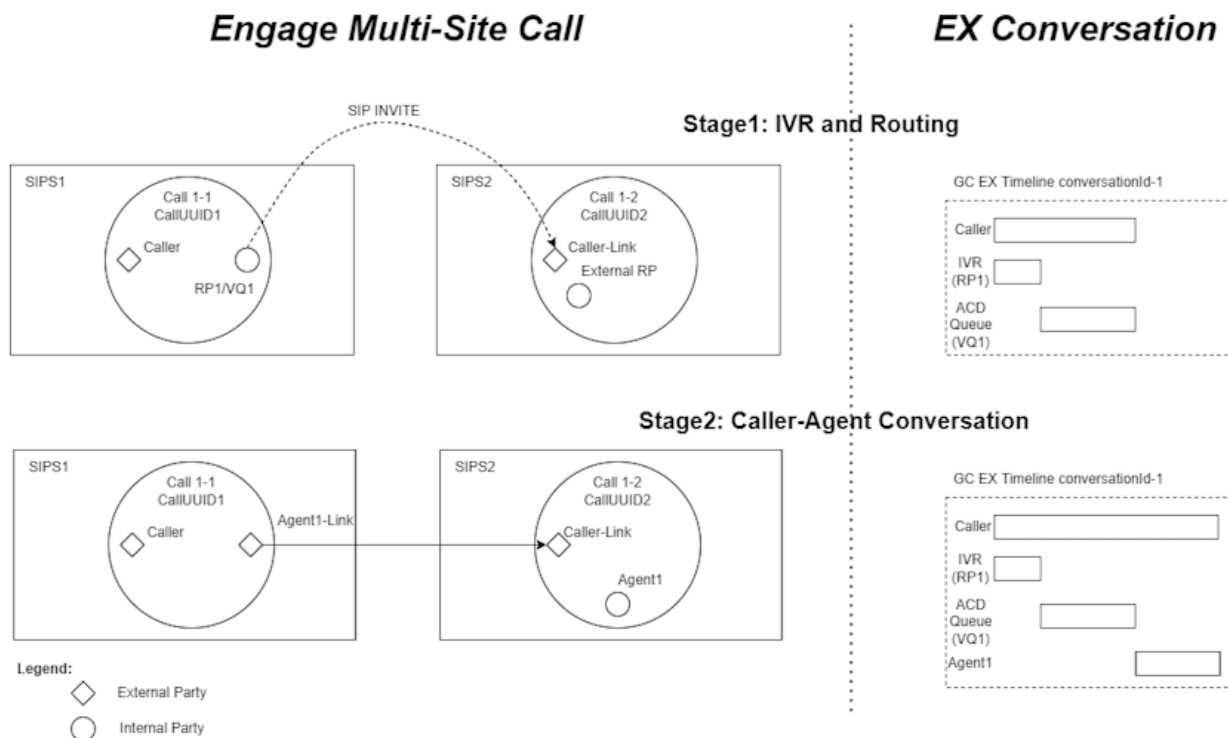 Engage Multi-Site Call
EX Conversation
SIP INVITE
Stage1: IVR and Routing
SIPS1
Call 1-1
CallUUID1
Caller
RP1/VQ1
SIPS2
Call 1-2
CallUUID2
Caller-Link
External RP
GC EX Timeline conversationId-1
Caller
IVR
(RP1)
ACD
Queue
(VQ1)
Stage2: Caller-Agent Conversation
SIPS1
Call 1-1
CallUUID1
Caller
Agent1-Link
SIPS2
Call 1-2
CallUUID2
Caller-Link
Agent1
GC EX Timeline conversationId-1
Caller
IVR
(RP1)
ACD
Queue
(VQ1)
Agent1
Legend:
External Party
Internal Party